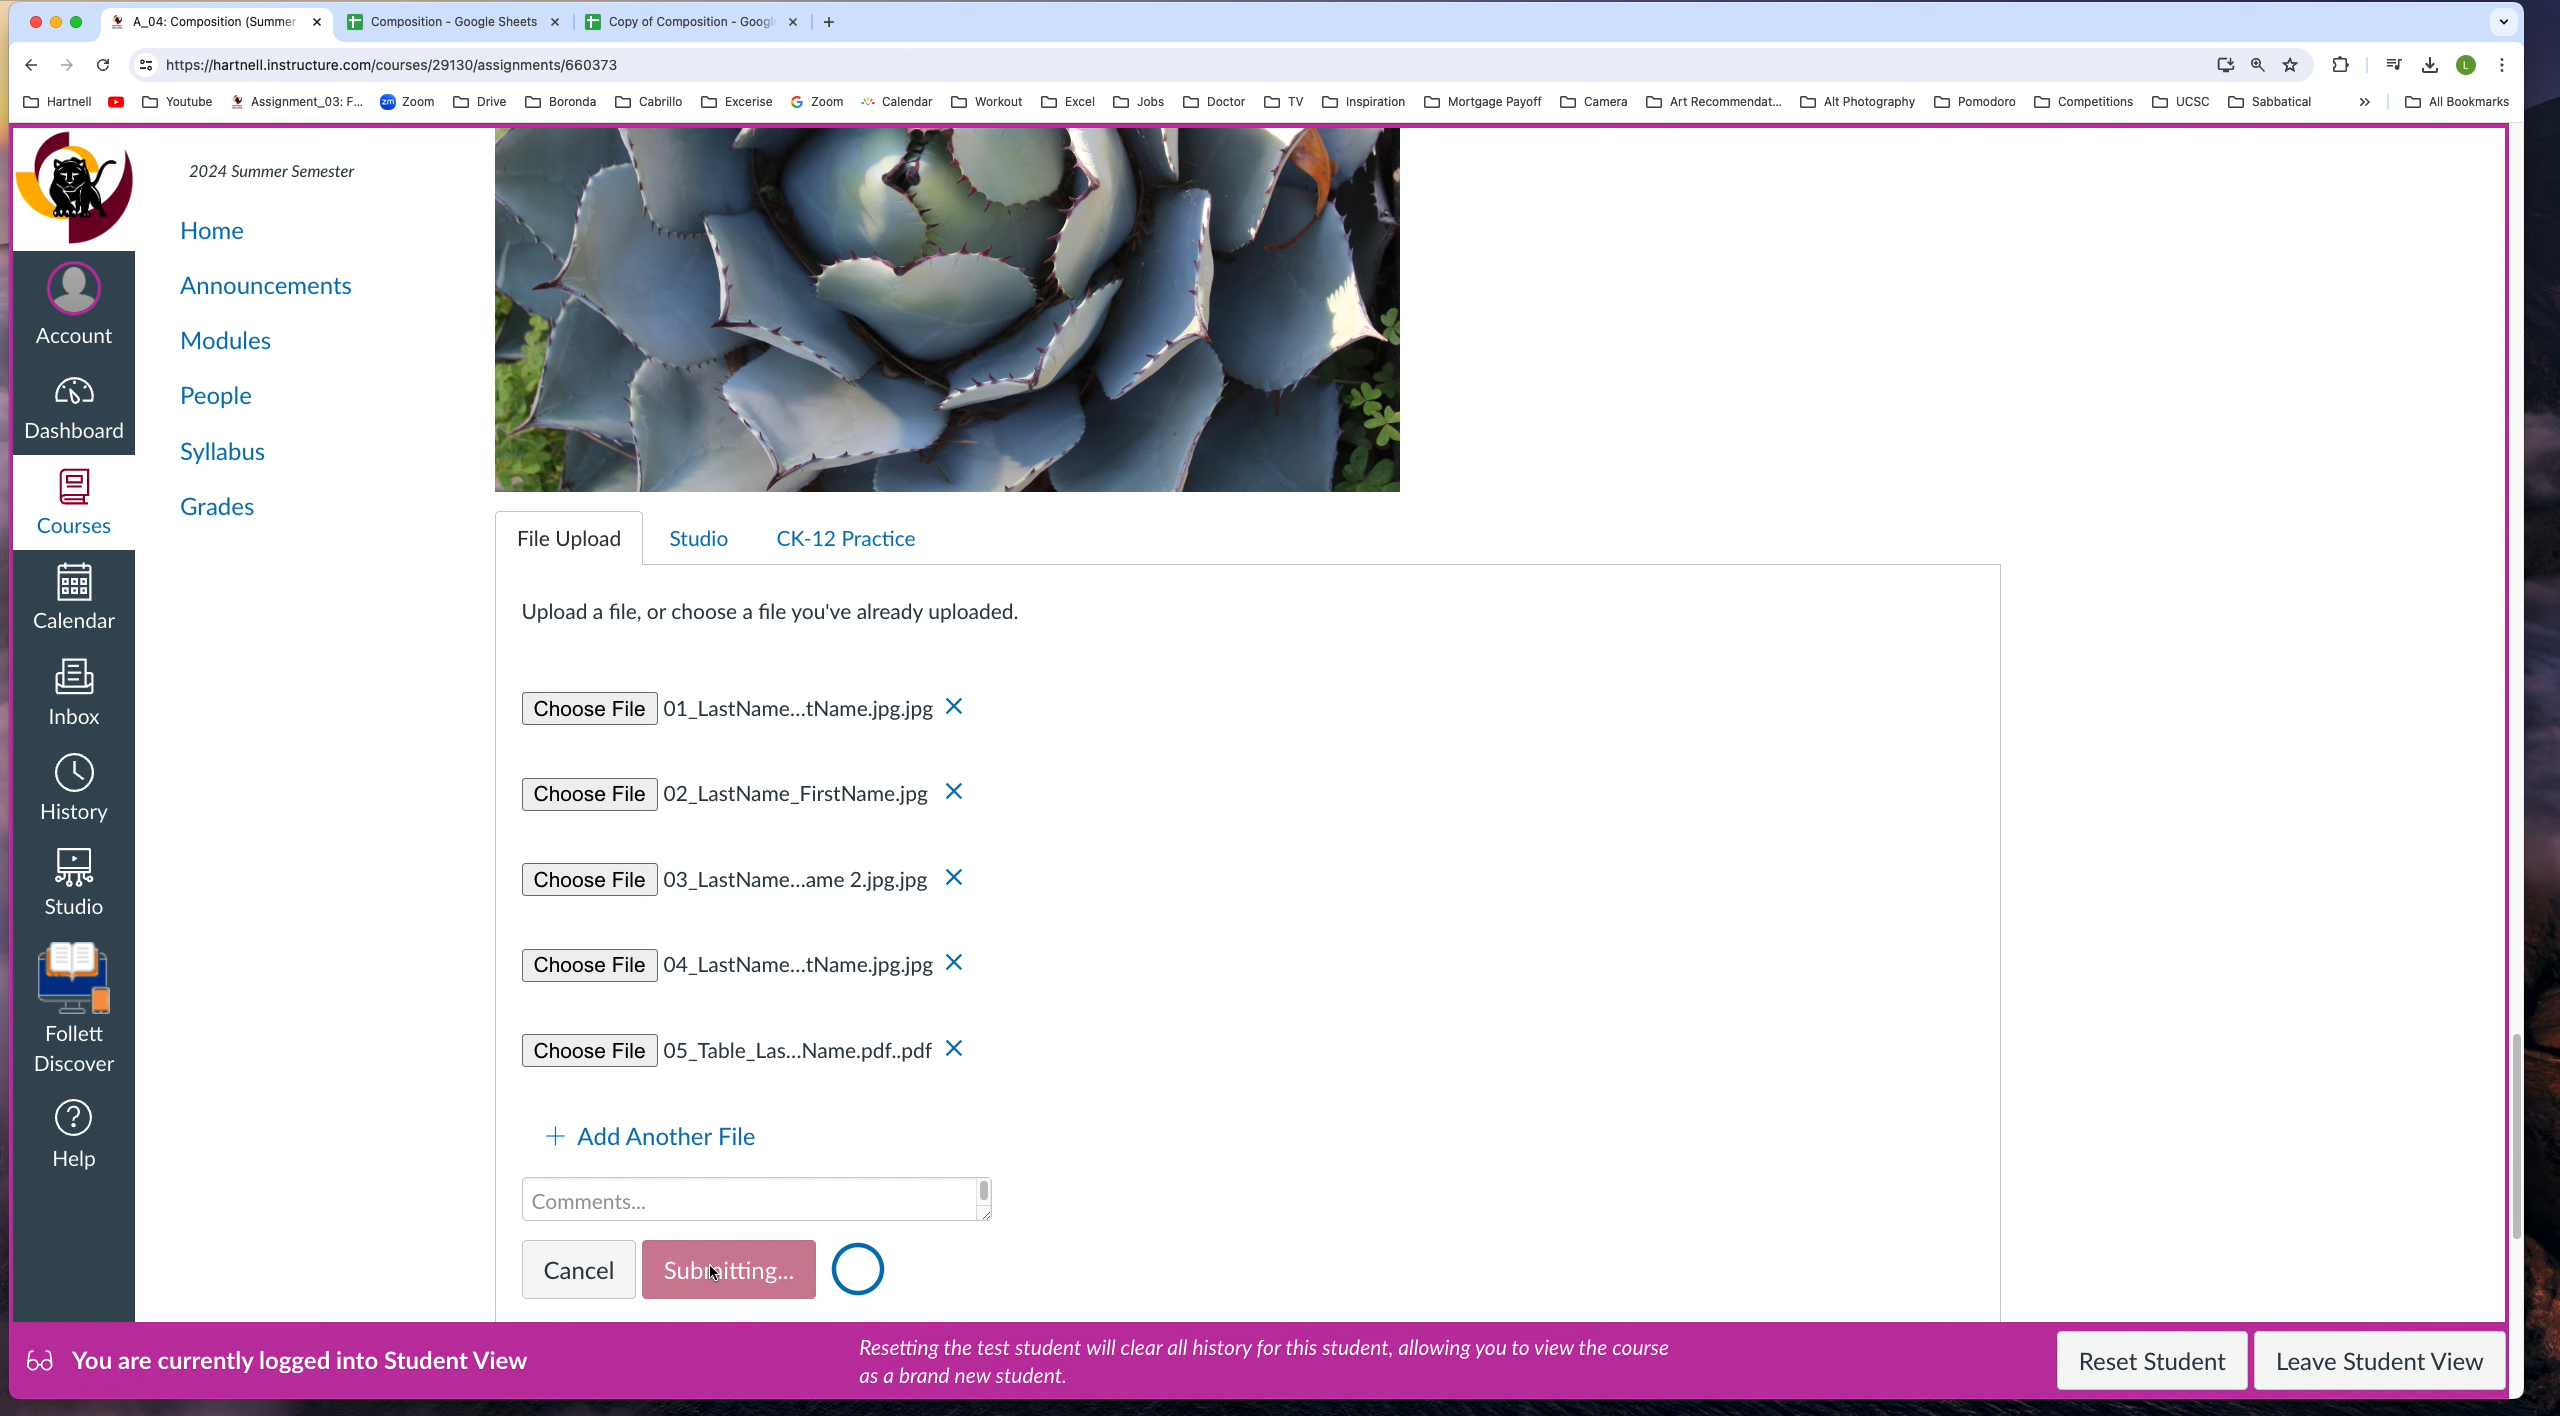 A_04: Composition (Summer
Composition - Google Sheets
Copy of Composition - Googl
https://hartnell.instructure.com/courses/29130/assignments/660373
L
Hartnell
Youtube
Assignment_03: F...
zm Zoom
Drive
Boronda
Cabrillo
Excerise
Zoom
Calendar
Workout
Excel
Jobs
Doctor
TV
Inspiration
Mortgage Payoff
Camera
Art Recommendat...
Alt Photography
Pomodoro
Competitions
UCSC
Sabbatical
All Bookmarks
Account
Dashboard
Courses
Calendar
Inbox
History
Studio
Follett
Discover
Help
2024 Summer Semester
Home
Announcements
Modules
People
Syllabus
Grades
File Upload
Studio
CK-12 Practice
Upload a file, or choose a file you've already uploaded.
Choose File 01_LastName...tName.jpg.jpg
Choose File 02_LastName_FirstName.jpg
Choose File 03_LastName...ame 2.jpg.jpg
Choose File 04_LastName...tName.jpg.jpg
Choose File 05_Table_Las...Name.pdf..pdf
Add Another File
Comments...
Cancel
Submitting...
You are currently logged into Student View
Resetting the test student will clear all history for this student, allowing you to view the course
as a brand new student.
Reset Student
Leave Student View